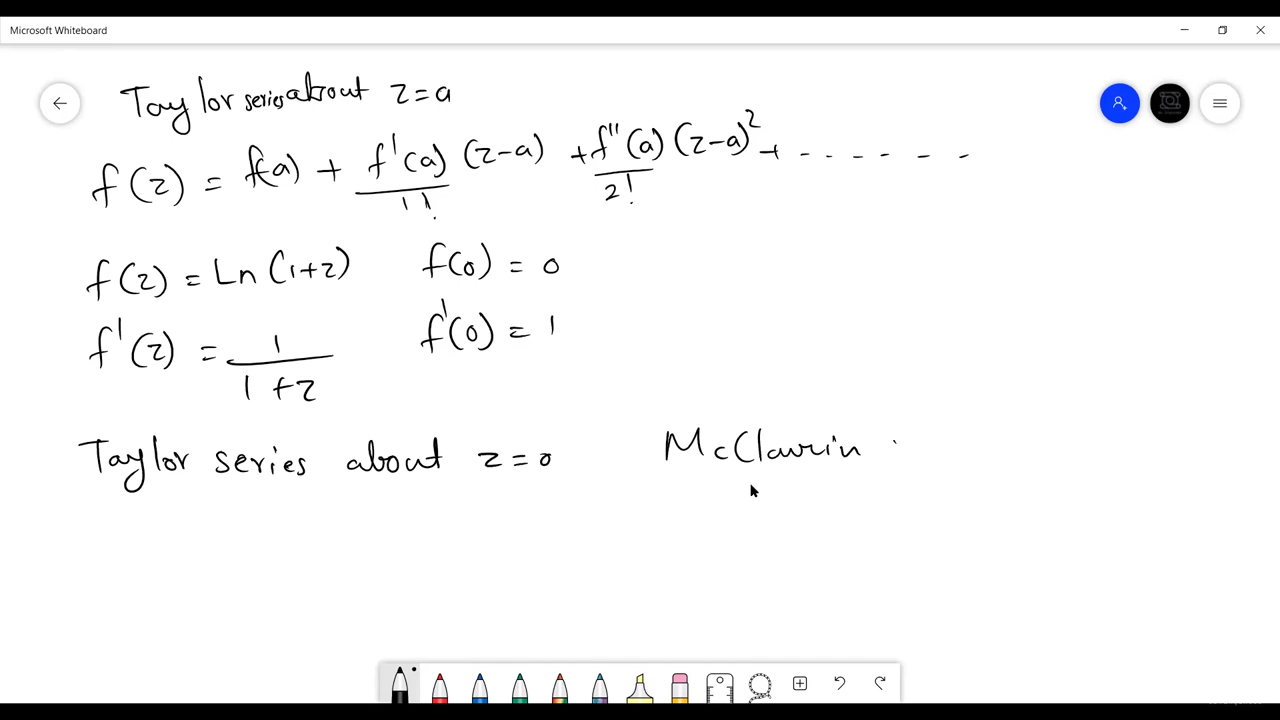 Microsoft Whiteboard
Taylor series about z=a
f(z) = f(a) + f'(a)/1! (z-a) + f''(a)/2! (z-a)² + - - - - - -
f(z) = Ln(1+z) f(0) = 0
f'(z) = 1/(1+z) f'(0) = 1
Taylor series about z=0 McClaurin